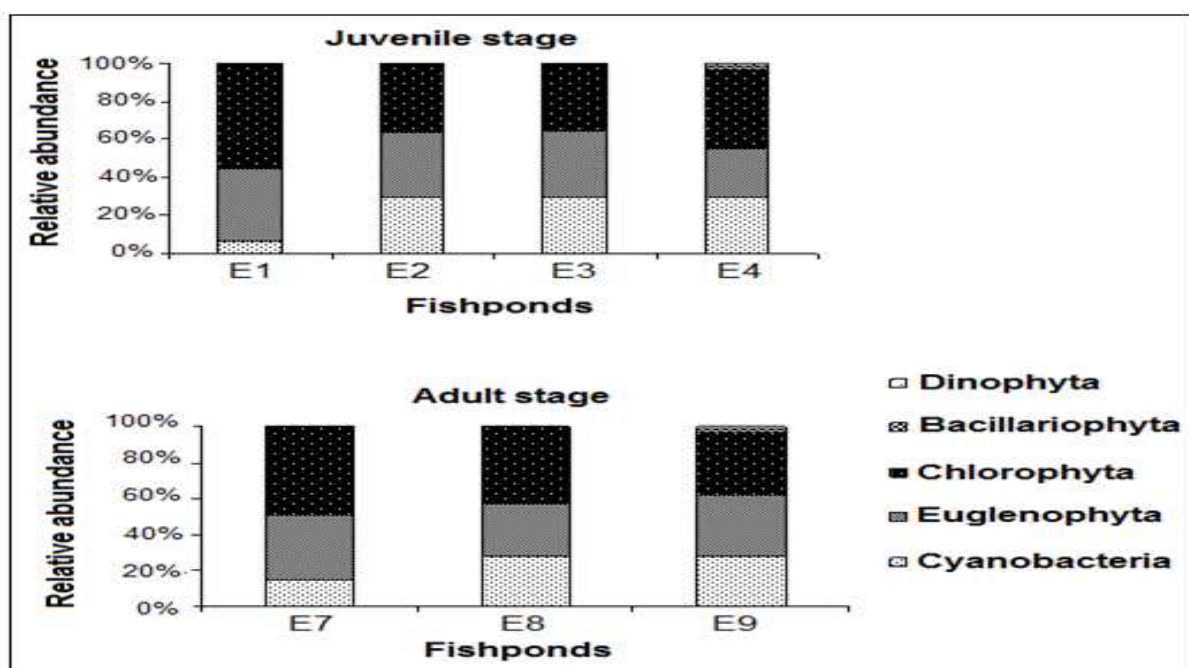 Juvenile stage
Relative abundance
100%
80%
60%
40%
20%
0%
E1 E2 E3 E4
Fishponds
Adult stage
Relative abundance
100%
80%
60%
40%
20%
0%
E7 E8 E9
Fishponds
Dinophyta
Bacillariophyta
Chlorophyta
Euglenophyta
Cyanobacteria